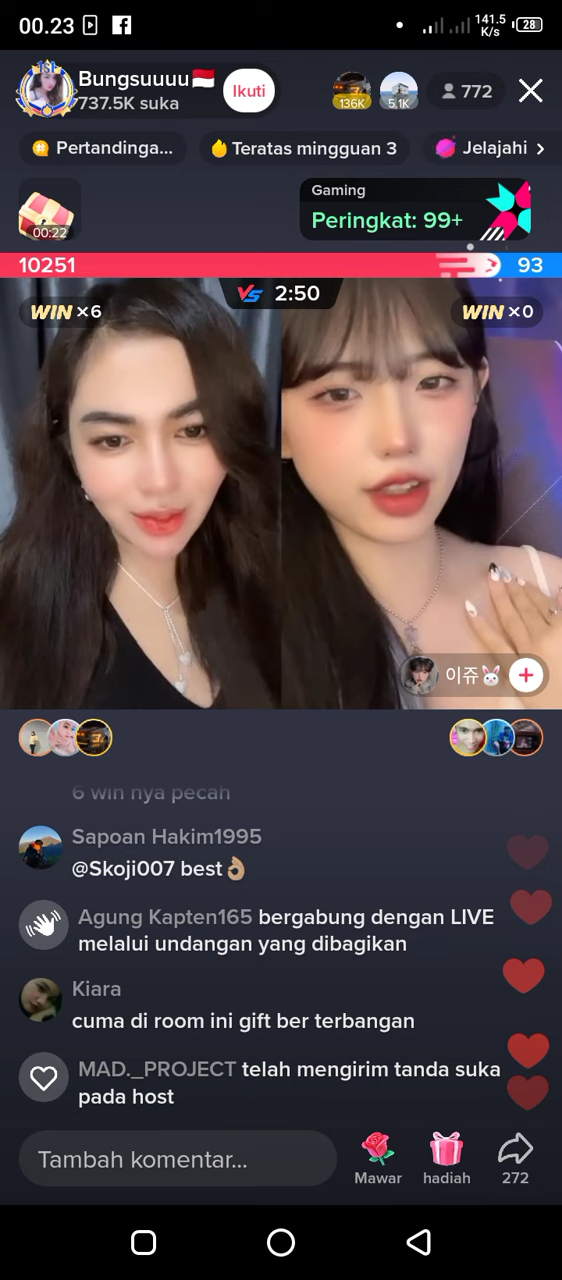 00.23
141.5
K/s
28
1st
Bungsuuuu🇮🇩
737.5K suka
Ikuti
136K
5.1K
772
Pertandinga...
Teratas mingguan 3
Jelajahi
00:22
Gaming
Peringkat: 99+
10251
93
VS 2:50
WIN ×6
WIN ×0
이쥬🐰
6 win nya pecah
Sapoan Hakim1995
@Skoji007 best👌🏽
Agung Kapten165 bergabung dengan LIVE
melalui undangan yang dibagikan
Kiara
cuma di room ini gift ber terbangan
MAD._PROJECT telah mengirim tanda suka
pada host
Tambah komentar...
Mawar
hadiah
272